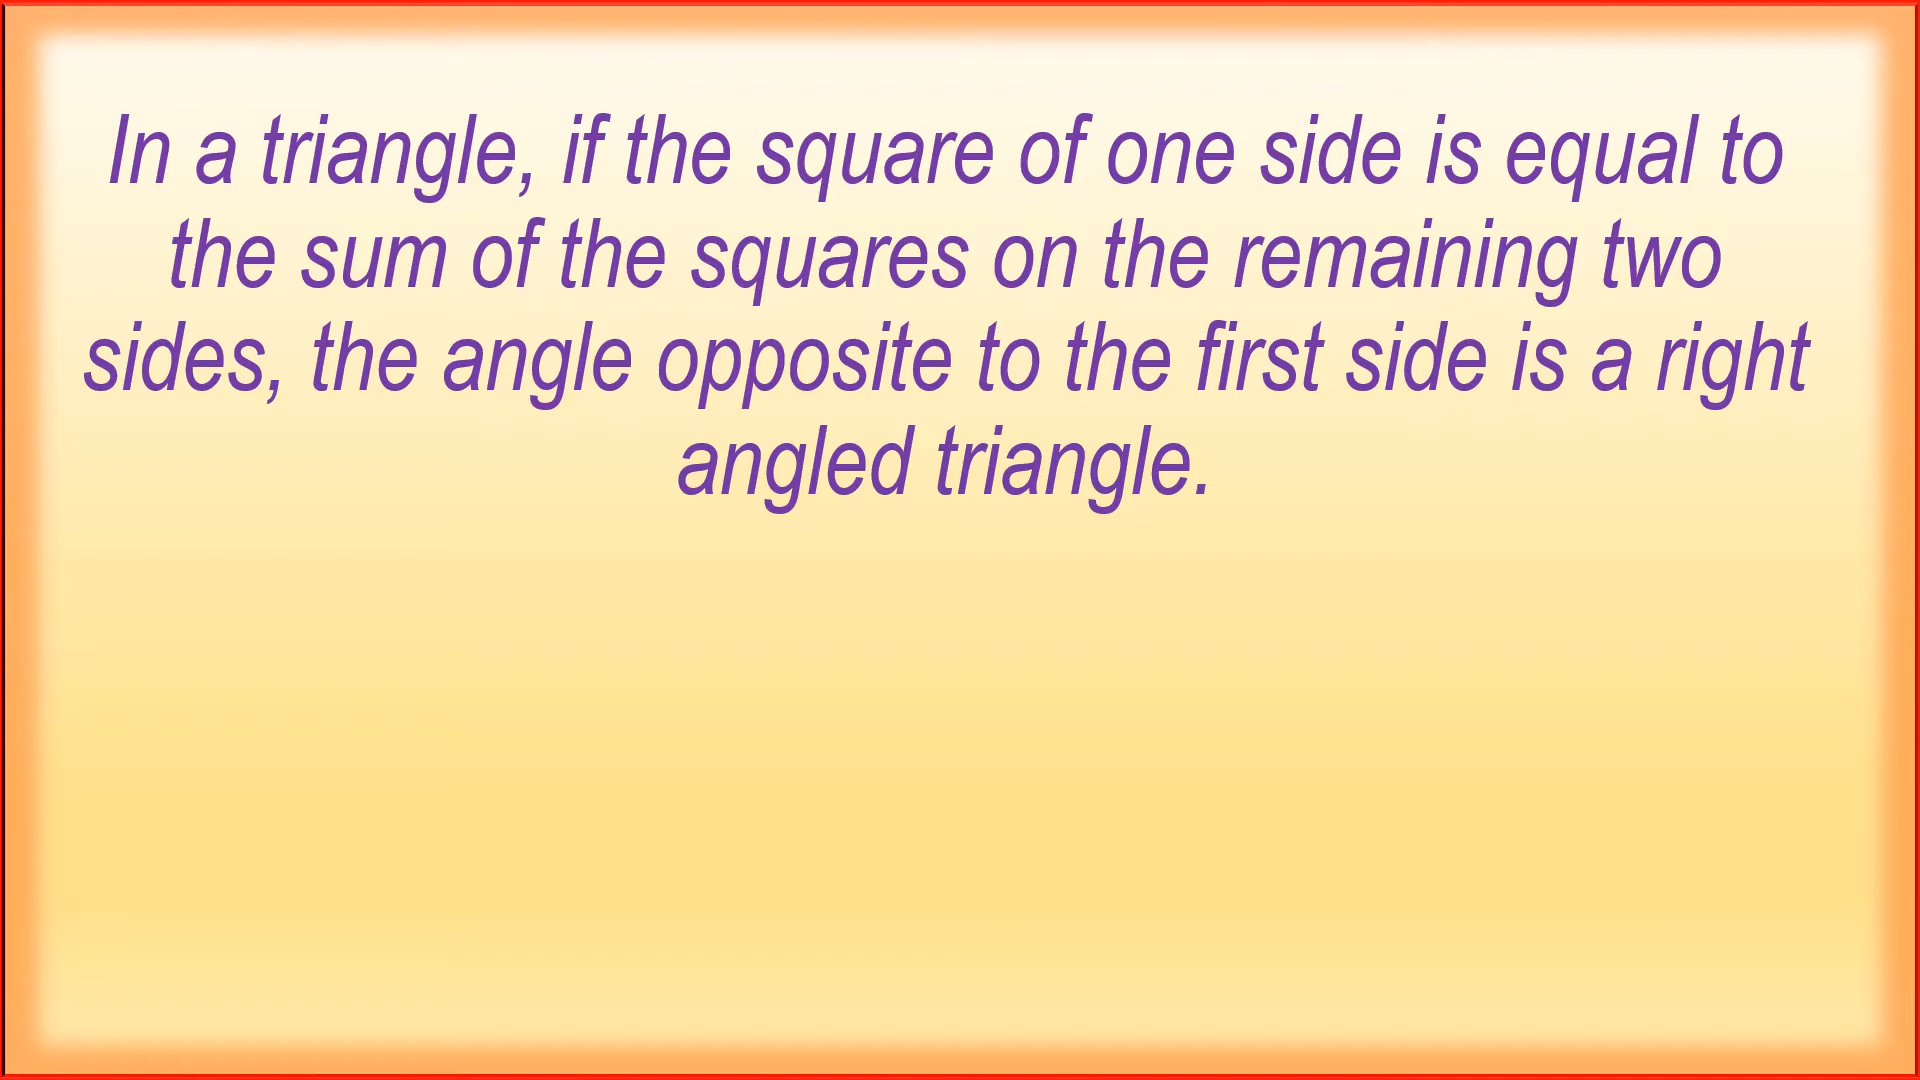 In a triangle, if the square of one side is equal to
the sum of the squares on the remaining two
sides, the angle opposite to the first side is a right
angled triangle.